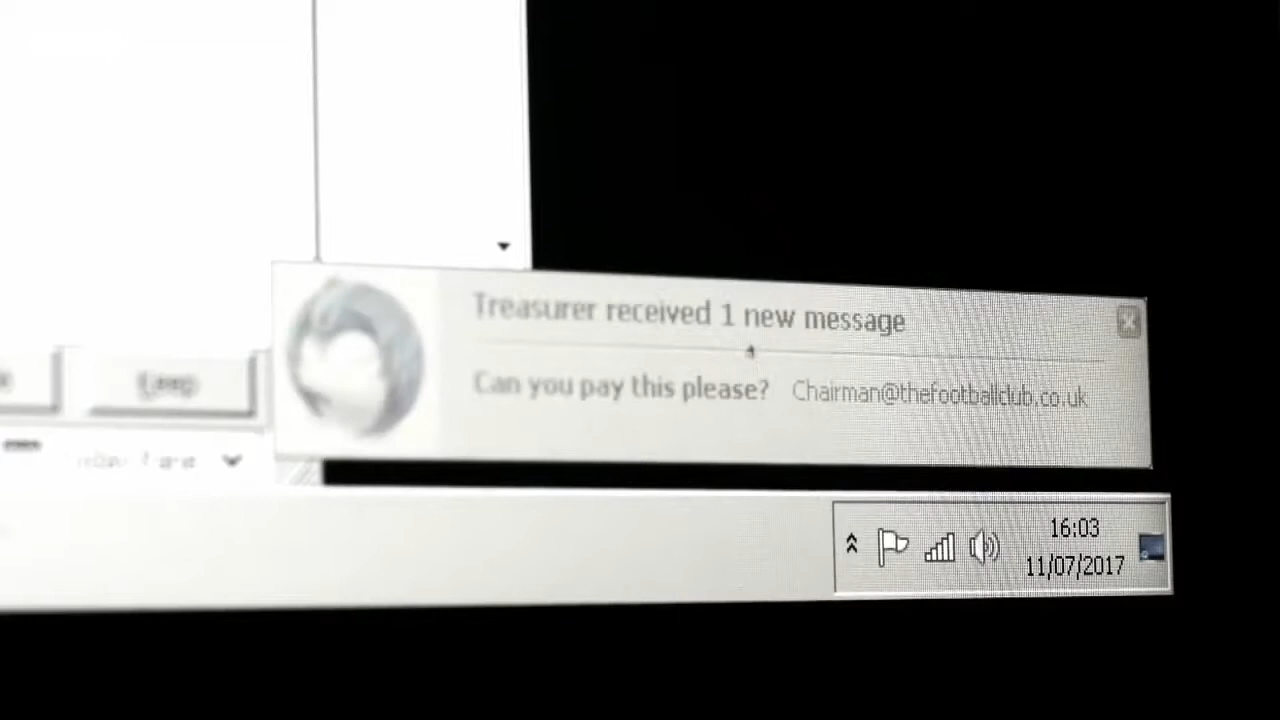 Treasurer received 1 new message
Can you pay this please? Chairman@thefootballclub.co.uk
16:03
11/07/2017